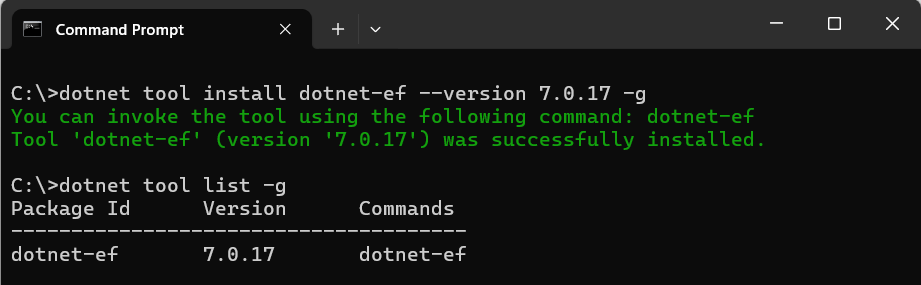 Command Prompt
C:\>dotnet tool install dotnet-ef --version 7.0.17 -g
You can invoke the tool using the following command: dotnet-ef
Tool 'dotnet-ef' (version '7.0.17') was successfully installed.
C:\>dotnet tool list -g
Package Id      Version      Commands
--------------------------------------
dotnet-ef       7.0.17       dotnet-ef